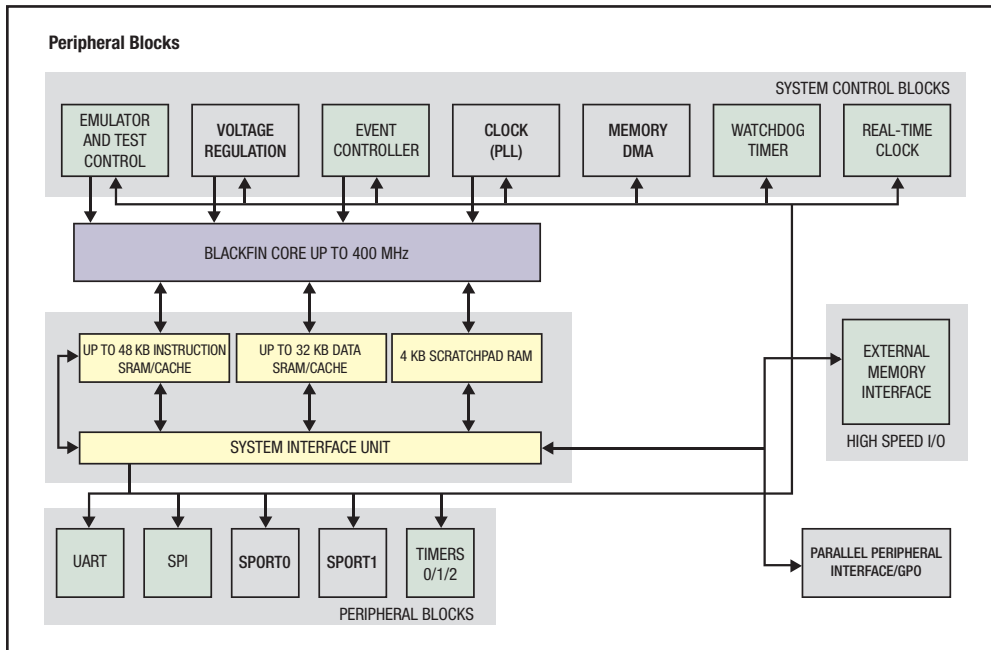 Peripheral Blocks
SYSTEM CONTROL BLOCKS
EMULATOR
AND TEST
CONTROL
VOLTAGE
REGULATION
EVENT
CONTROLLER
CLOCK
(PLL)
MEMORY
DMA
WATCHDOG
TIMER
REAL-TIME
CLOCK
BLACKFIN CORE UP TO 400 MHz
UP TO 48 KB INSTRUCTION
SRAM/CACHE
UP TO 32 KB DATA
SRAM/CACHE
4 KB SCRATCHPAD RAM
EXTERNAL
MEMORY
INTERFACE
HIGH SPEED I/O
SYSTEM INTERFACE UNIT
UART
SPI
SPORT0
SPORT1
TIMERS
0/1/2
PERIPHERAL BLOCKS
PARALLEL PERIPHERAL
INTERFACE/GPO